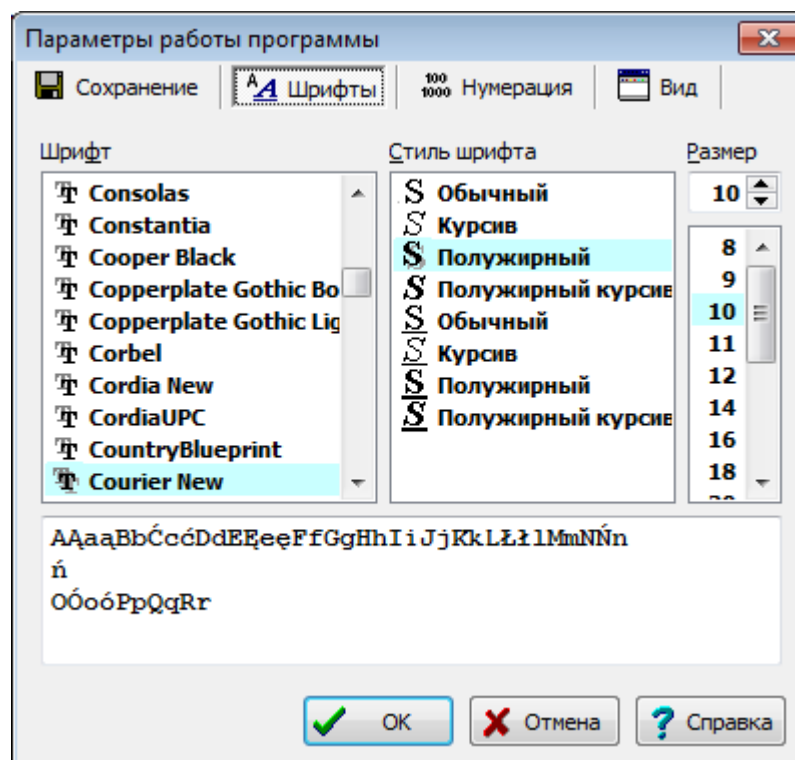 Параметры работы программы
Сохранение
Шрифты
100
1000
Нумерация
Вид
Шрифт
Consolas
Constantia
Cooper Black
Copperplate Gothic Bo
Copperplate Gothic Lig
Corbel
Cordia New
CordiaUPC
CountryBlueprint
Courier New
Стиль шрифта
Обычный
Курсив
Полужирный
Полужирный курсив
Обычный
Курсив
Полужирный
Полужирный курсив
Размер
10
8
9
10
11
12
14
16
18
AĄaąBbĆcćDdEĘeęFfGgHhIiJjKkLŁłlMmNŃn
ń
OÓoóPpQqRr
OK
Отмена
Справка